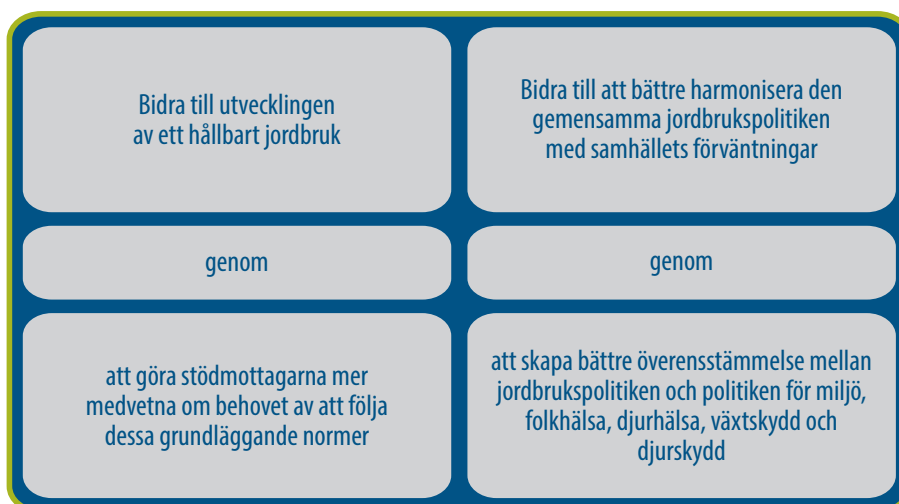 Bidra till utvecklingen
av ett hållbart jordbruk
genom
att göra stödmottagarna mer
medvetna om behovet av att följa
dessa grundläggande normer
Bidra till att bättre harmonisera den
gemensamma jordbrukspolitiken
med samhällets förväntningar
genom
att skapa bättre överensstämmelse mellan
jordbrukspolitiken och politiken för miljö,
folkhälsa, djurhälsa, växtskydd och
djurskydd